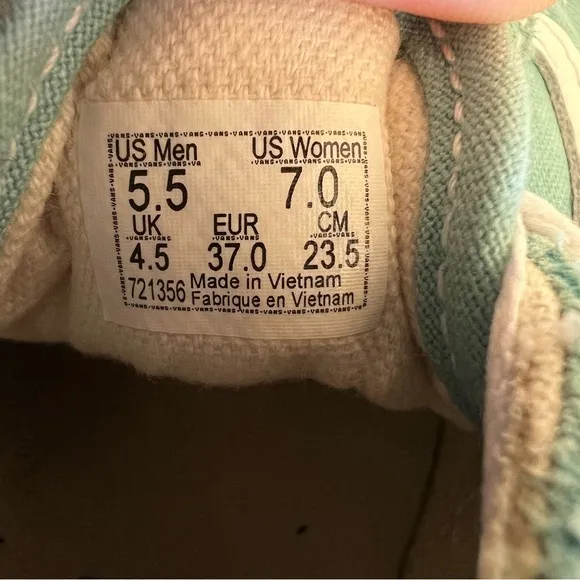 US Men US Women
5.5 7.0
UK EUR CM
4.5 37.0 23.5
721356 Made in Vietnam
Fabrique en Vietnam